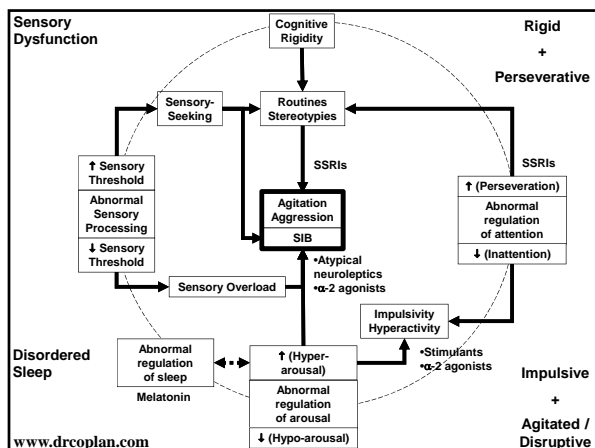 Sensory
Dysfunction
Cognitive
Rigidity
Rigid
+
Perseverative
Sensory-
Seeking
Routines
Stereotypies
SSRIs
SSRIs
↑ Sensory
Threshold
Abnormal
Sensory
Processing
↓ Sensory
Threshold
Agitation
Aggression
SIB
↑ (Perseveration)
Abnormal
regulation
of attention
↓ (Inattention)
•Atypical
neuroleptics
•α-2 agonists
Sensory Overload
Impulsivity
Hyperactivity
Disordered
Sleep
Abnormal
regulation
of sleep
Melatonin
↑ (Hyper-
arousal)
Abnormal
regulation
of arousal
↓ (Hypo-arousal)
•Stimulants
•α-2 agonists
Impulsive
+
Agitated /
Disruptive
www.drcoplan.com